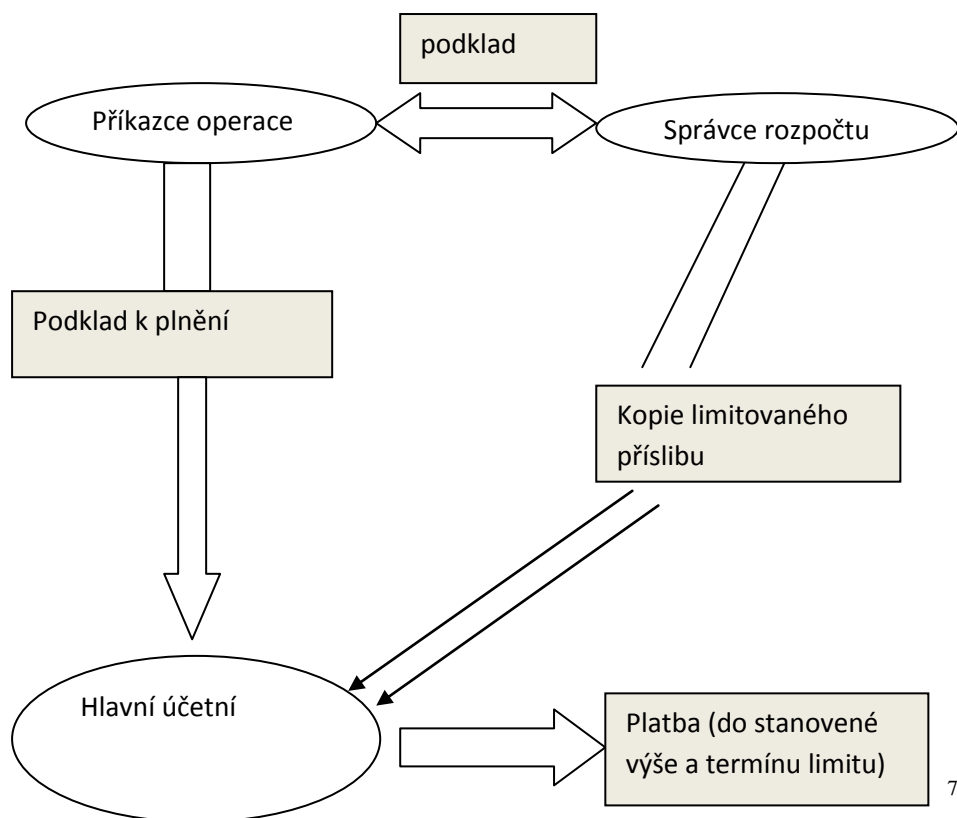 podklad
Příkazce operace
Správce rozpočtu
Podklad k plnění
Kopie limitovaného
příslibu
Hlavní účetní
Platba (do stanovené
výše a termínu limitu)
7